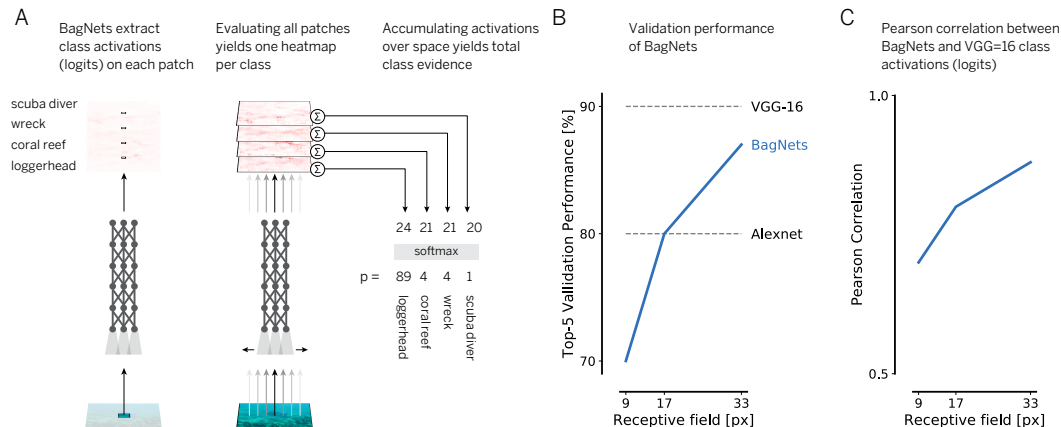 A
BagNets extract
class activations
(logits) on each patch
Evaluating all patches
yields one heatmap
per class
Accumulating activations
over space yields total
class evidence
scuba diver
wreck
coral reef
loggerhead
Σ
Σ
Σ
Σ
24 21 21 20
softmax
p = 89 4 4 1
loggerhead
coral reef
wreck
scuba diver
B
Validation performance
of BagNets
Top-5 Vallidation Performance [%]
90
80
70
VGG-16
BagNets
Alexnet
9 17 33
Receptive field [px]
C
Pearson correlation between
BagNets and VGG=16 class
activations (logits)
Pearson Correlation
1.0
0.5
9 17 33
Receptive field [px]